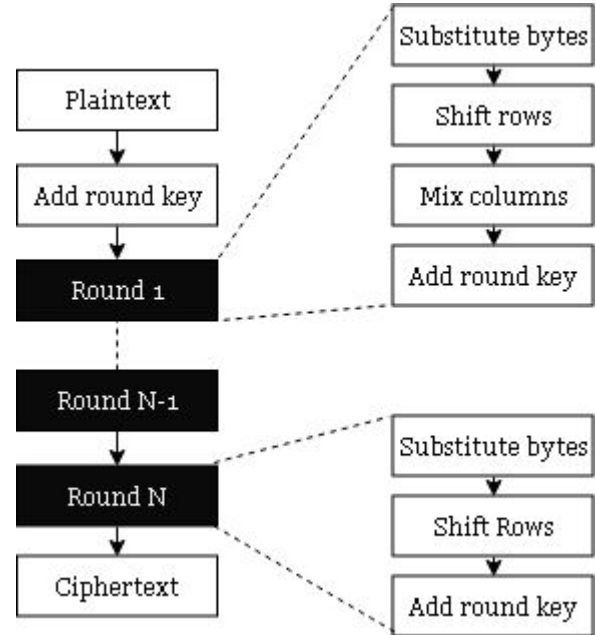 Plaintext
Add round key
Round 1
Round N-1
Round N
Ciphertext
Substitute bytes
Shift rows
Mix columns
Add round key
Substitute bytes
Shift Rows
Add round key